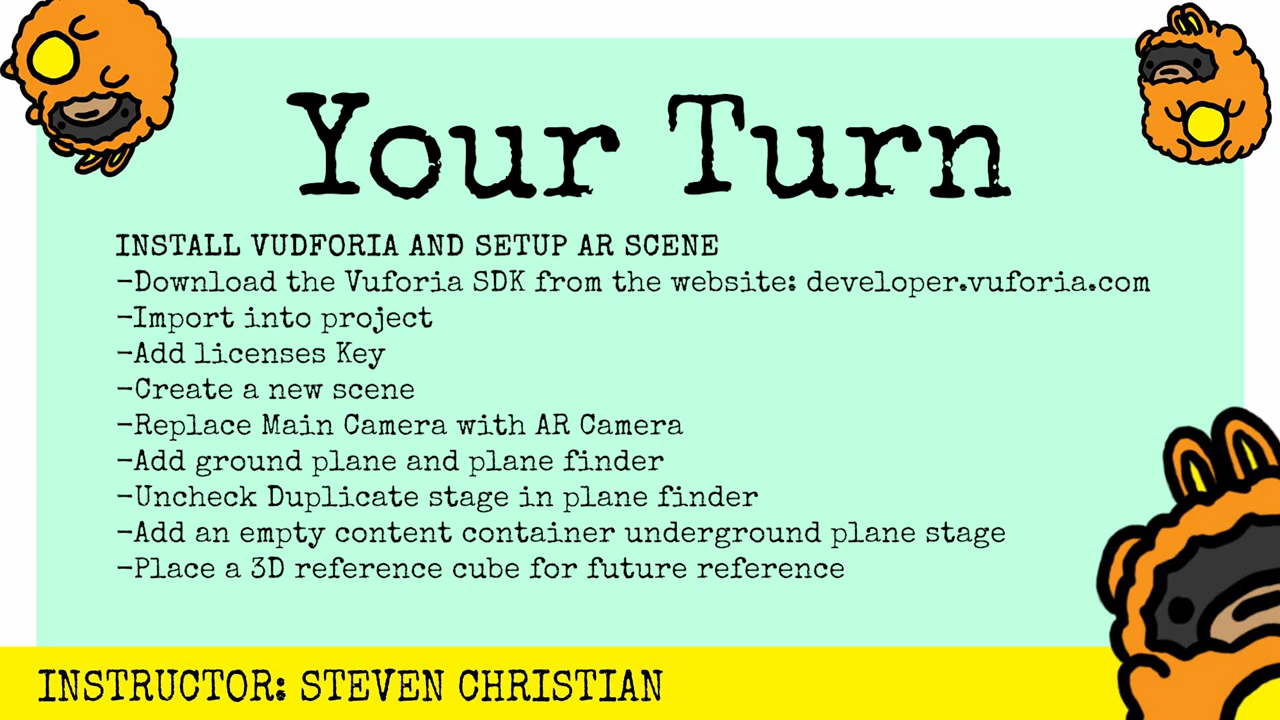 Your Turn
INSTALL VUDFORIA AND SETUP AR SCENE
-Download the Vuforia SDK from the website: developer.vuforia.com
-Import into project
-Add licenses Key
-Create a new scene
-Replace Main Camera with AR Camera
-Add ground plane and plane finder
-Uncheck Duplicate stage in plane finder
-Add an empty content container underground plane stage
-Place a 3D reference cube for future reference
INSTRUCTOR: STEVEN CHRISTIAN